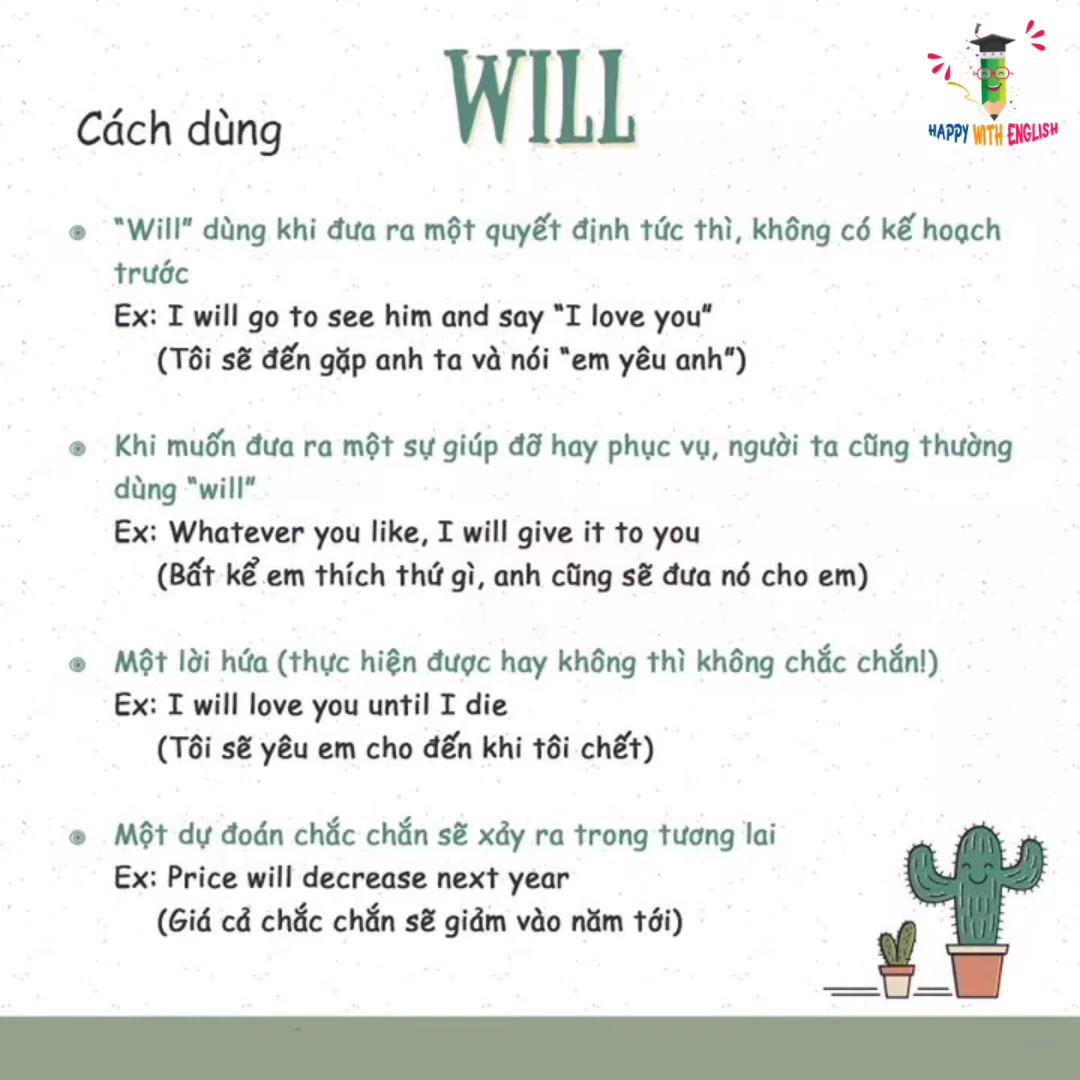 WILL
Cách dùng
HAPPY WITH ENGLISH
“Will” dùng khi đưa ra một quyết định tức thì, không có kế hoạch
trước
Ex: I will go to see him and say “I love you”
(Tôi sẽ đến gặp anh ta và nói “em yêu anh”)
Khi muốn đưa ra một sự giúp đỡ hay phục vụ, người ta cũng thường
dùng “will”
Ex: Whatever you like, I will give it to you
(Bất kể em thích thứ gì, anh cũng sẽ đưa nó cho em)
Một lời hứa (thực hiện được hay không thì không chắc chắn!)
Ex: I will love you until I die
(Tôi sẽ yêu em cho đến khi tôi chết)
Một dự đoán chắc chắn sẽ xảy ra trong tương lai
Ex: Price will decrease next year
(Giá cả chắc chắn sẽ giảm vào năm tới)